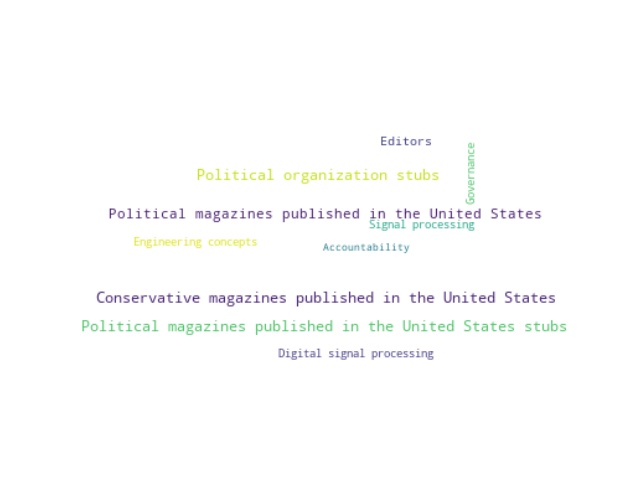 Editors
Governance
Political organization stubs
Political magazines published in the United States
Signal processing
Engineering concepts
Accountability
Conservative magazines published in the United States
Political magazines published in the United States stubs
Digital signal processing